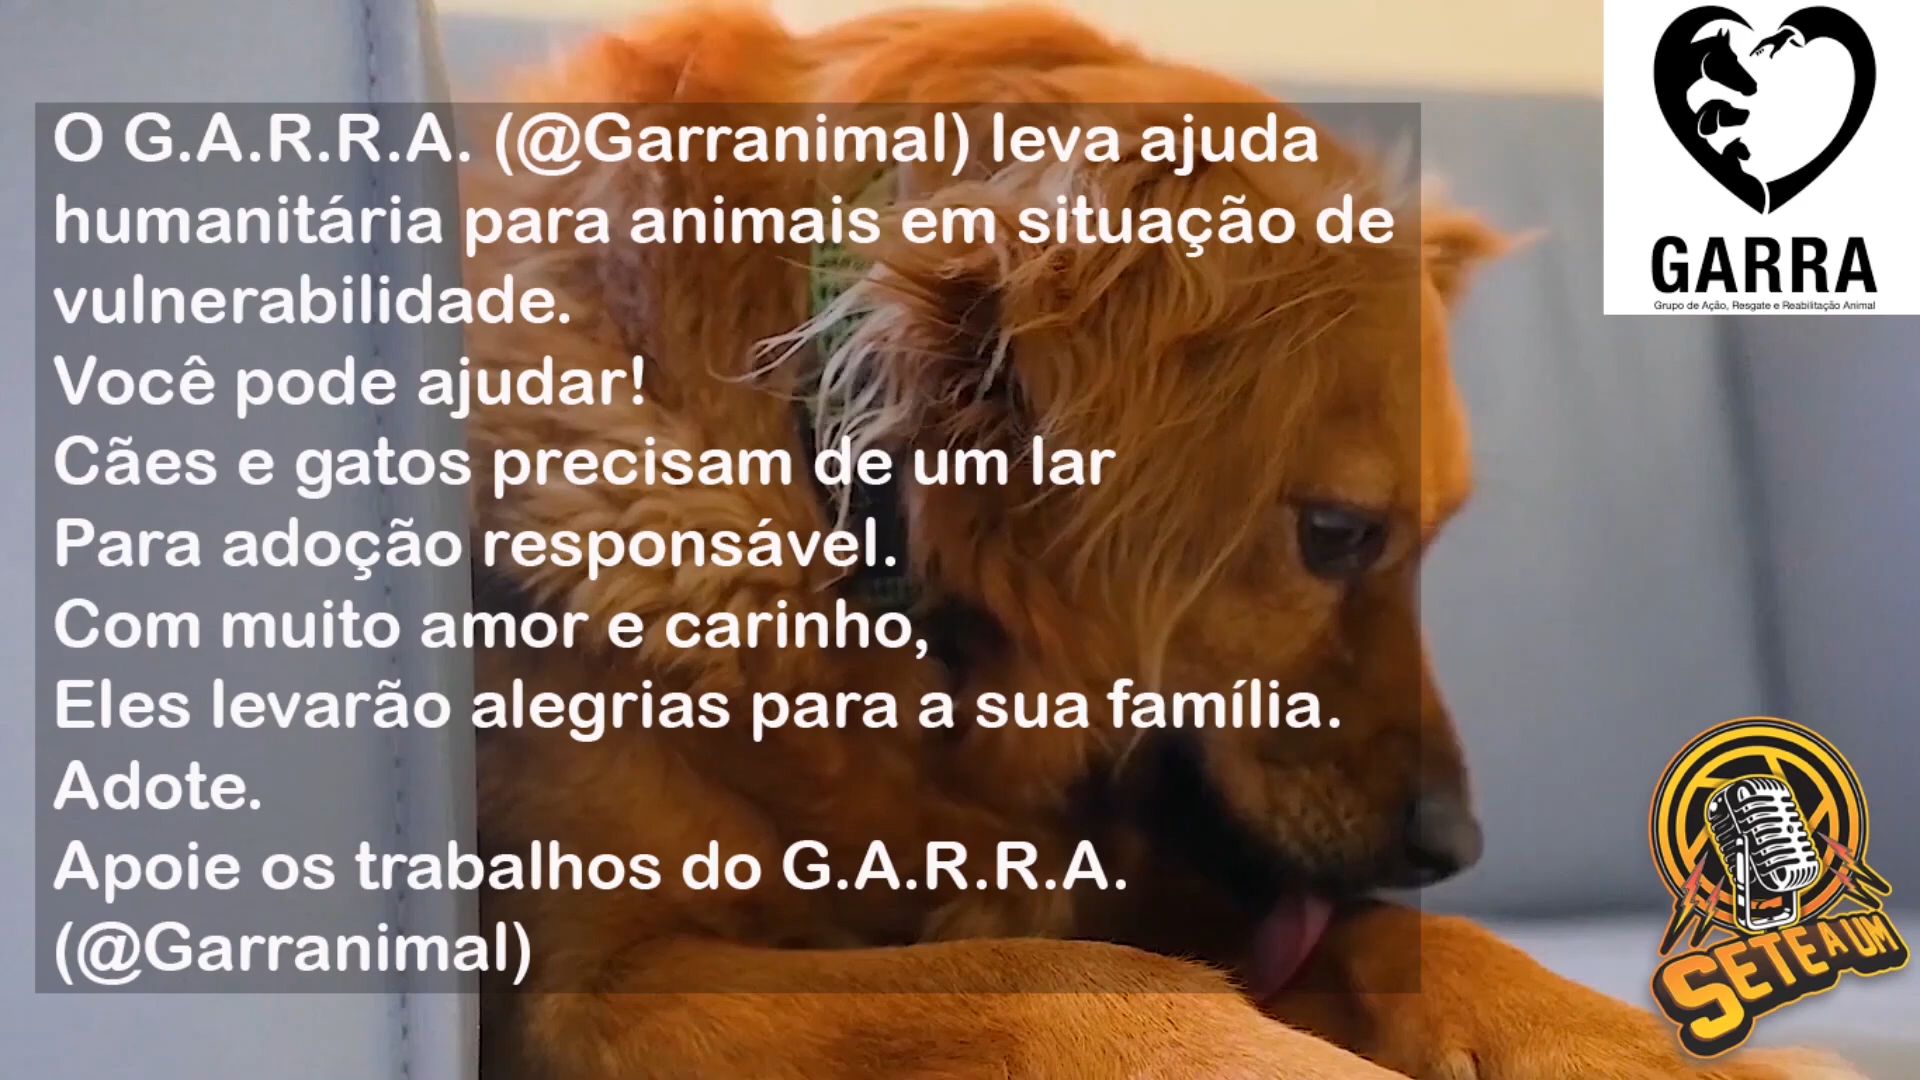 O G.A.R.R.A. (@Garranimal) leva ajuda
humanitária para animais em situação de
vulnerabilidade.
Você pode ajudar!
Cães e gatos precisam de um lar
Para adoção responsável.
Com muito amor e carinho,
Eles levarão alegrias para a sua família.
Adote.
Apoie os trabalhos do G.A.R.R.A.
(@Garranimal)
GARRA
Grupo de Ação, Resgate e Reabilitação Animal
SETE A UM